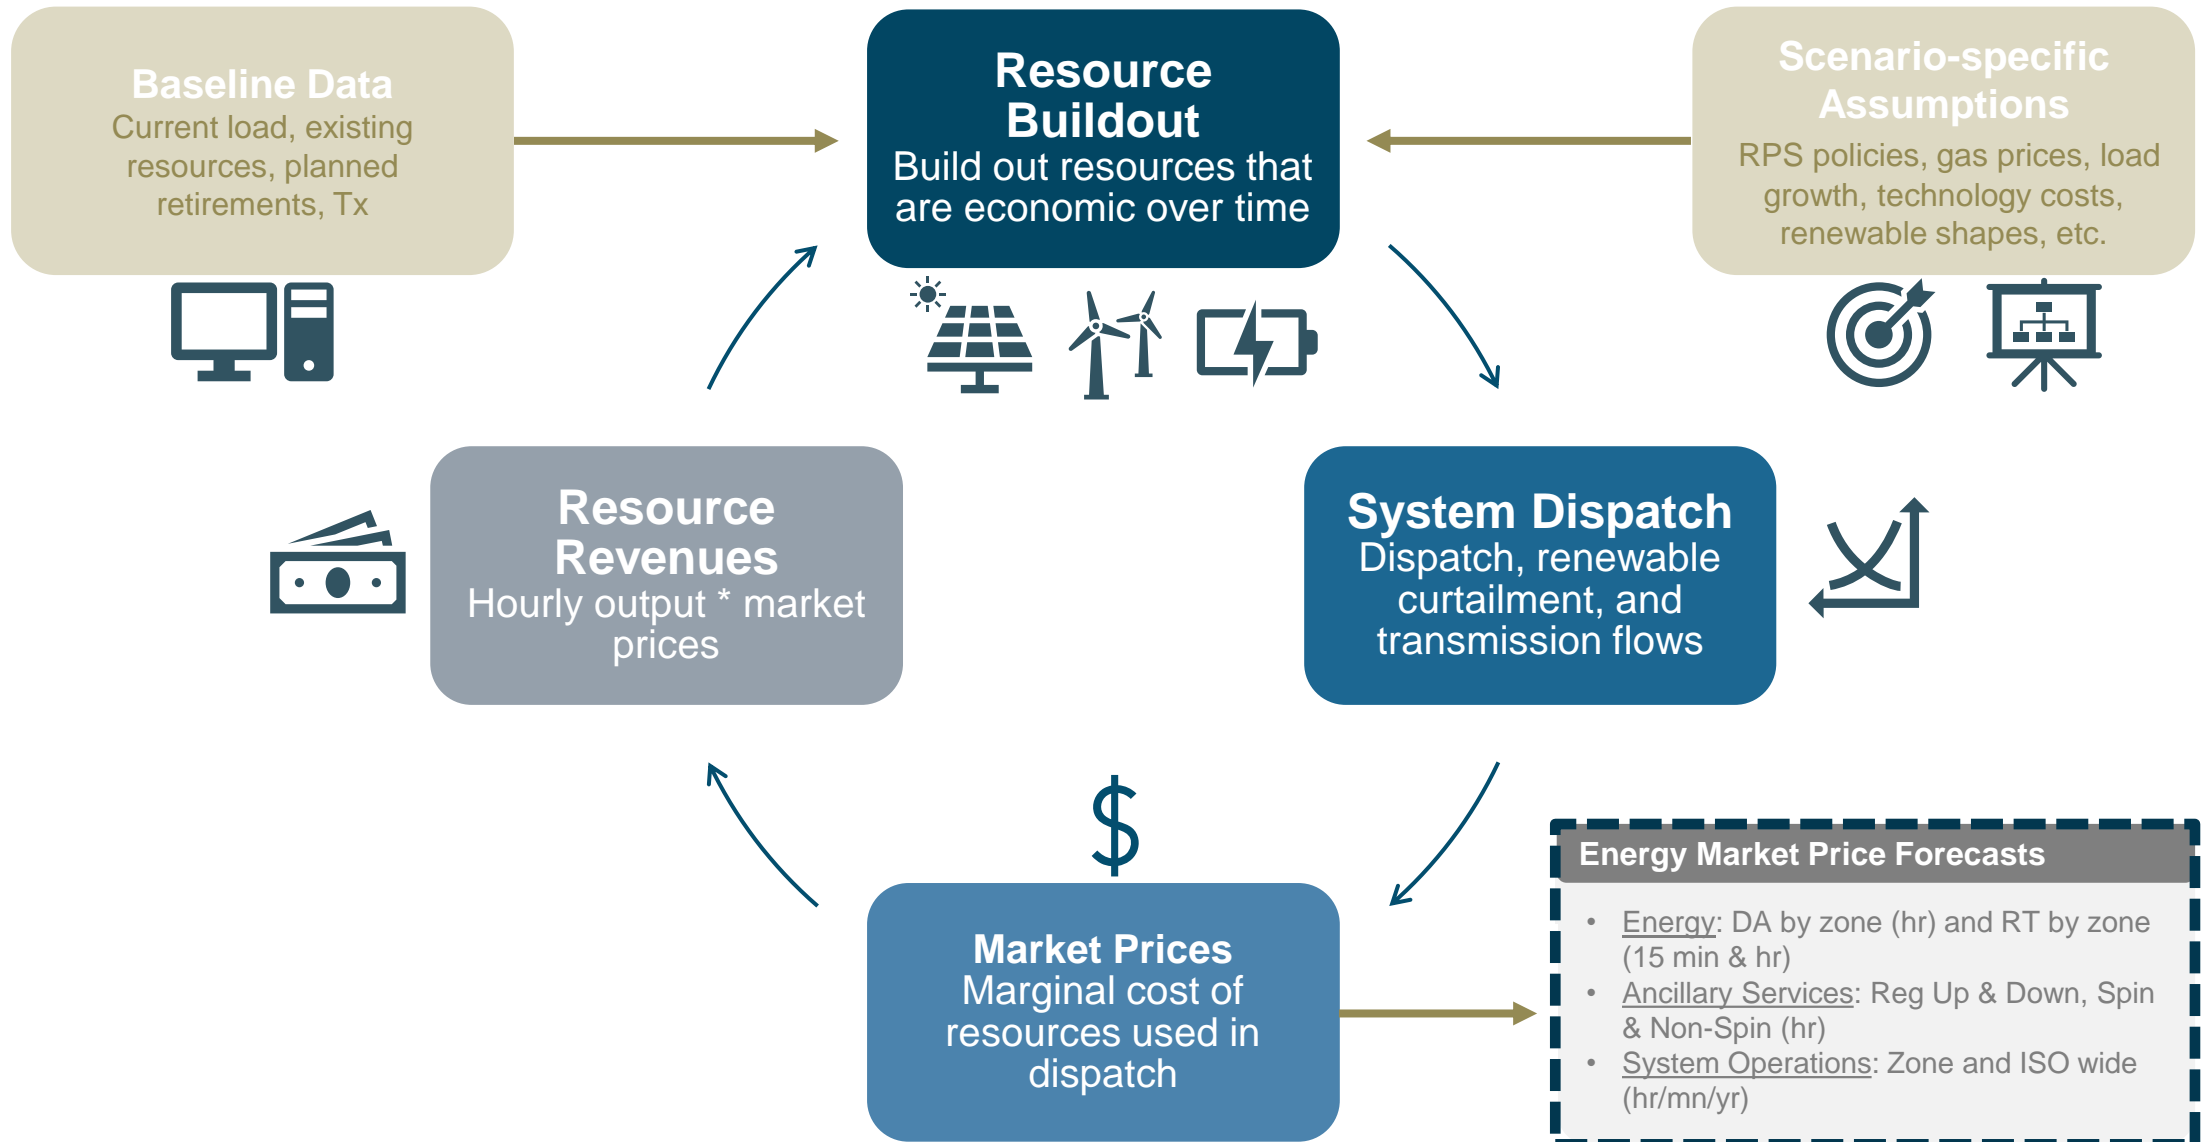 Baseline Data
Current load, existing
resources, planned
retirements, Tx
Resource
Buildout
Build out resources that
are economic over time
Scenario-specific
Assumptions
RPS policies, gas prices, load
growth, technology costs,
renewable shapes, etc.
Resource
Revenues
Hourly output * market
prices
System Dispatch
Dispatch, renewable
curtailment, and
transmission flows
$
Market Prices
Marginal cost of
resources used in
dispatch
Energy Market Price Forecasts
• Energy: DA by zone (hr) and RT by zone
(15 min & hr)
• Ancillary Services: Reg Up & Down, Spin
& Non-Spin (hr)
• System Operations: Zone and ISO wide
(hr/mn/yr)